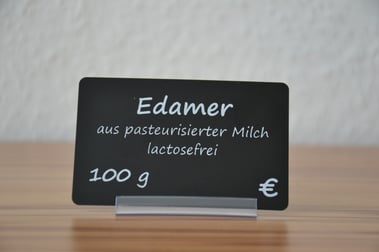 Edamer
aus pasteurisierter Milch
lactosefrei
100 g €